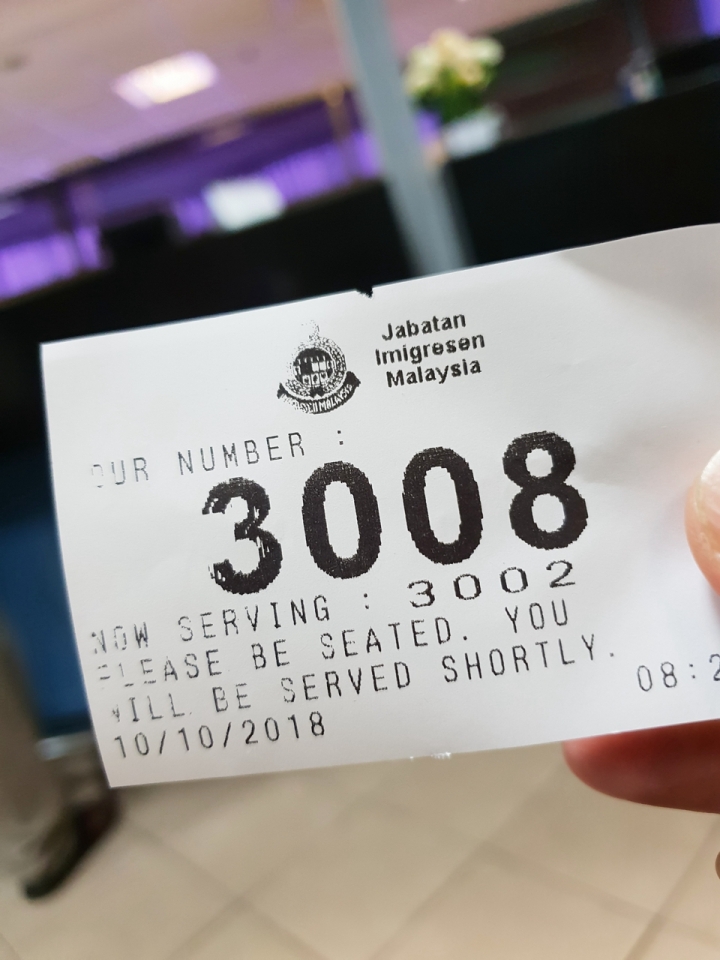 Jabatan
Imigresen
Malaysia
OUR NUMBER :
3008
NOW SERVING : 3002
PLEASE BE SEATED. YOU
WILL BE SERVED SHORTLY.
10/10/2018 08:2